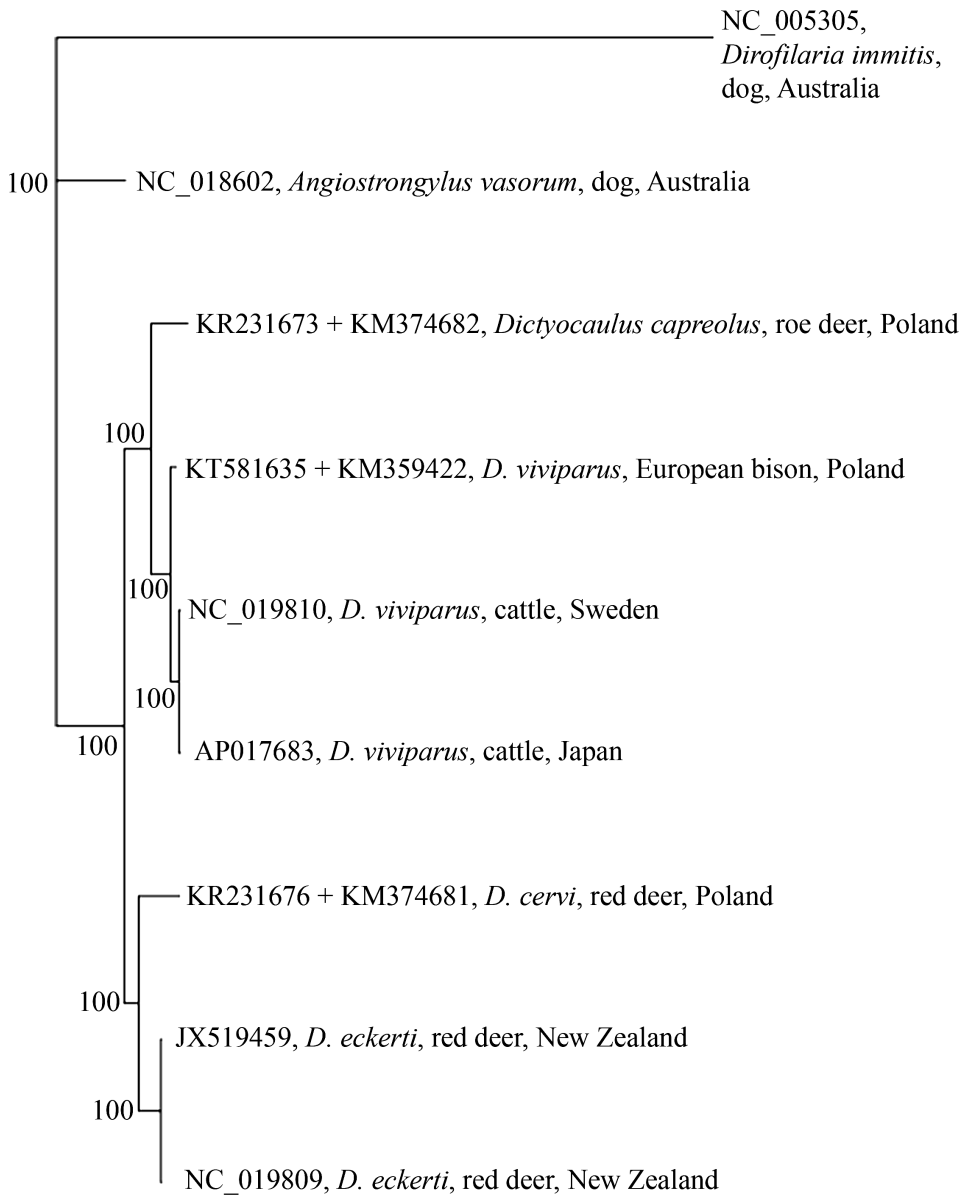 NC_005305,
Dirofilaria immitis,
dog, Australia
100
NC_018602, Angiostrongylus vasorum, dog, Australia
KR231673 + KM374682, Dictyocaulus capreolus, roe deer, Poland
100
KT581635 + KM359422, D. viviparus, European bison, Poland
100
NC_019810, D. viviparus, cattle, Sweden
100
100
AP017683, D. viviparus, cattle, Japan
KR231676 + KM374681, D. cervi, red deer, Poland
100
JX519459, D. eckerti, red deer, New Zealand
100
NC_019809, D. eckerti, red deer, New Zealand